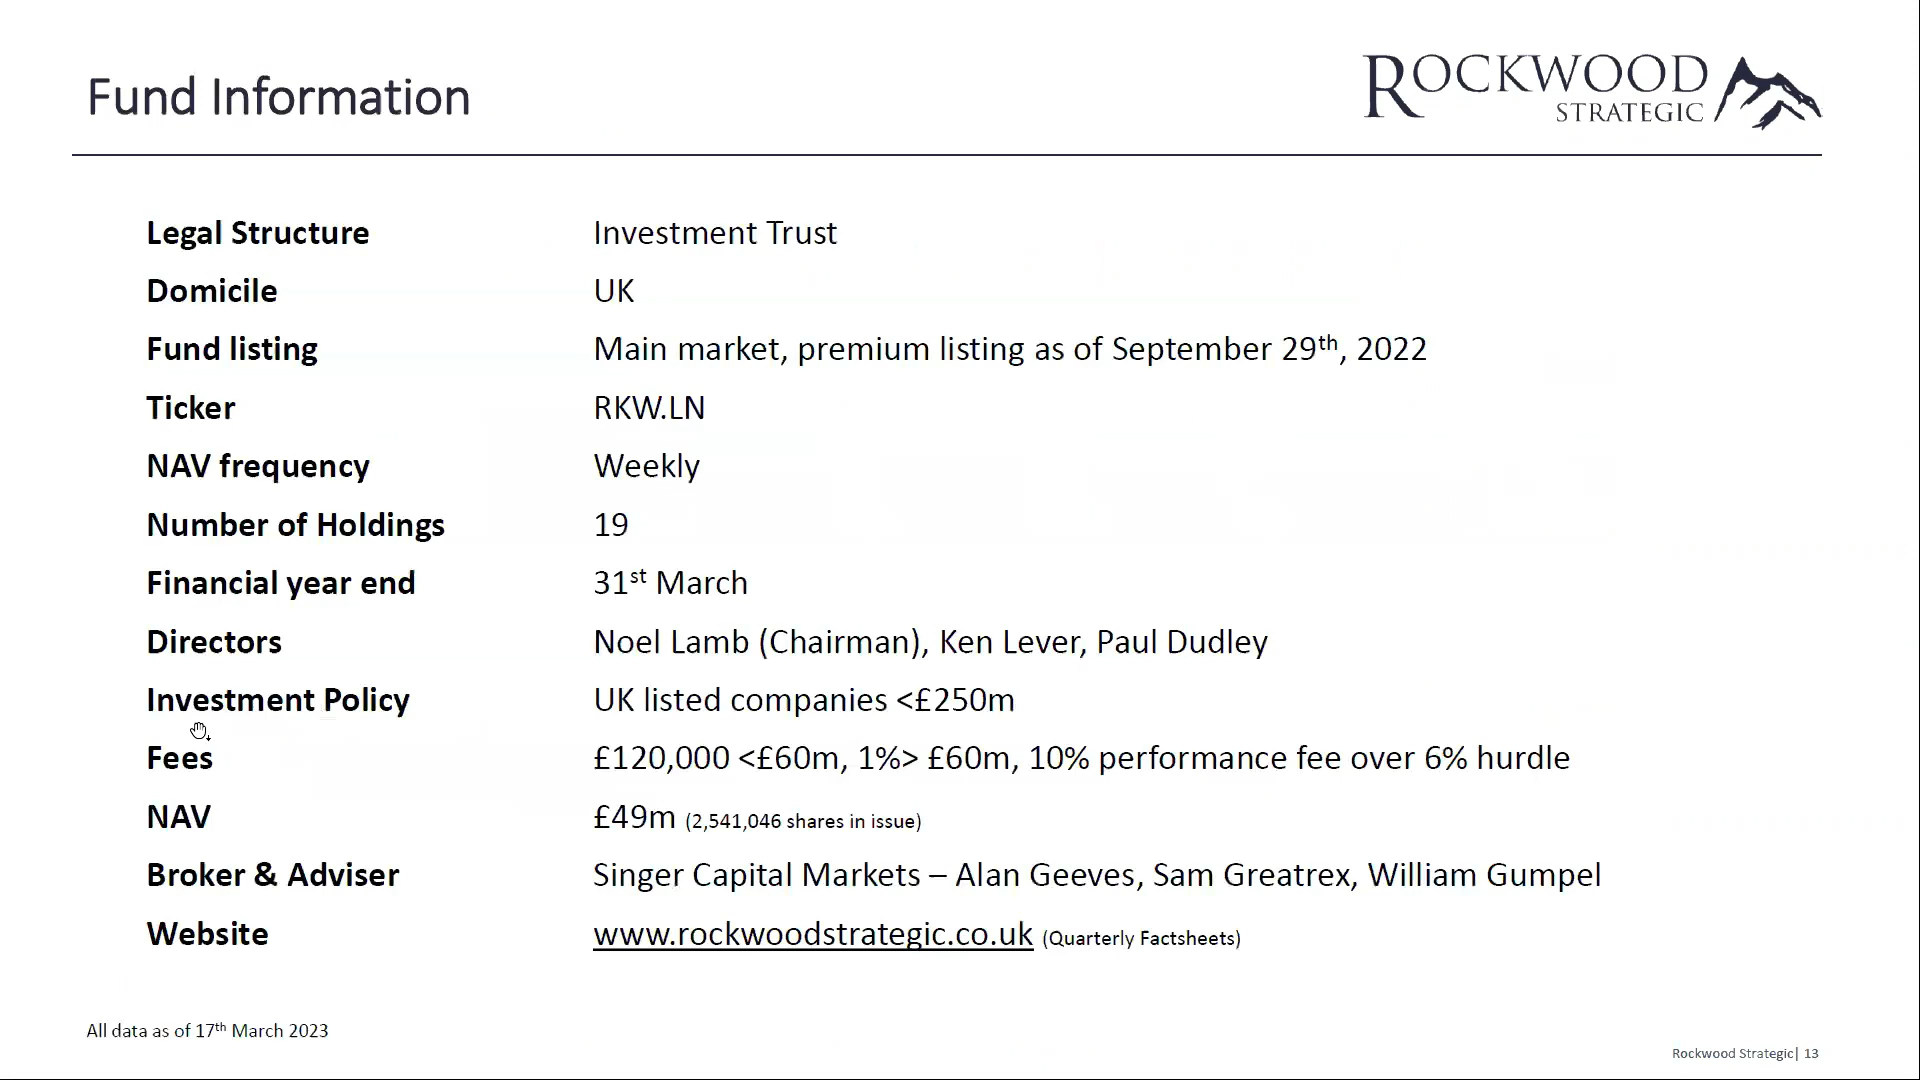 Fund Information
ROCKWOOD
STRATEGIC
Legal Structure Investment Trust
Domicile UK
Fund listing Main market, premium listing as of September 29th, 2022
Ticker RKW.LN
NAV frequency Weekly
Number of Holdings 19
Financial year end 31st March
Directors Noel Lamb (Chairman), Ken Lever, Paul Dudley
Investment Policy UK listed companies <£250m
Fees £120,000 <£60m, 1%> £60m, 10% performance fee over 6% hurdle
NAV £49m (2,541,046 shares in issue)
Broker & Adviser Singer Capital Markets – Alan Geeves, Sam Greatrex, William Gumpel
Website www.rockwoodstrategic.co.uk (Quarterly Factsheets)
All data as of 17th March 2023
Rockwood Strategic| 13